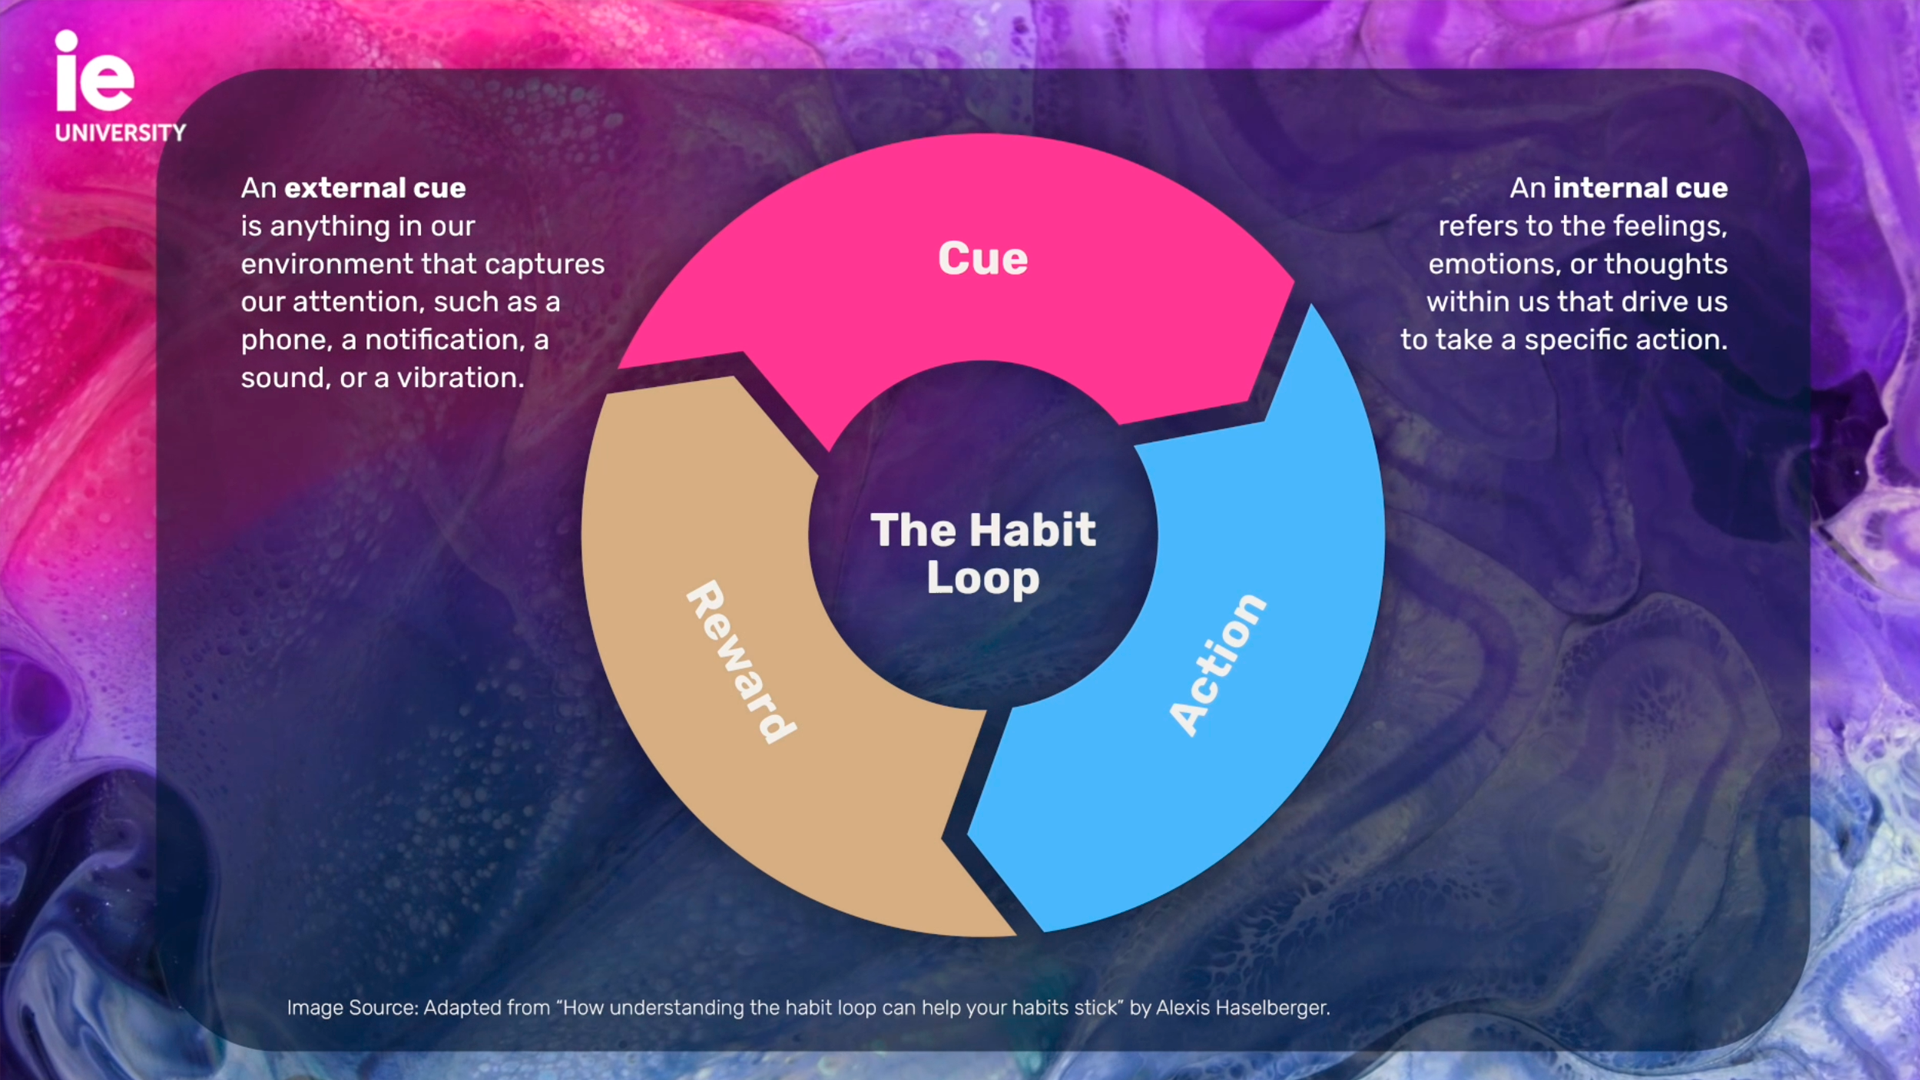 ie
UNIVERSITY
An external cue
is anything in our
environment that captures
our attention, such as a
phone, a notification, a
sound, or a vibration.
An internal cue
refers to the feelings,
emotions, or thoughts
within us that drive us
to take a specific action.
Cue
The Habit
Loop
Action
Reward
Image Source: Adapted from “How understanding the habit loop can help your habits stick” by Alexis Haselberger.